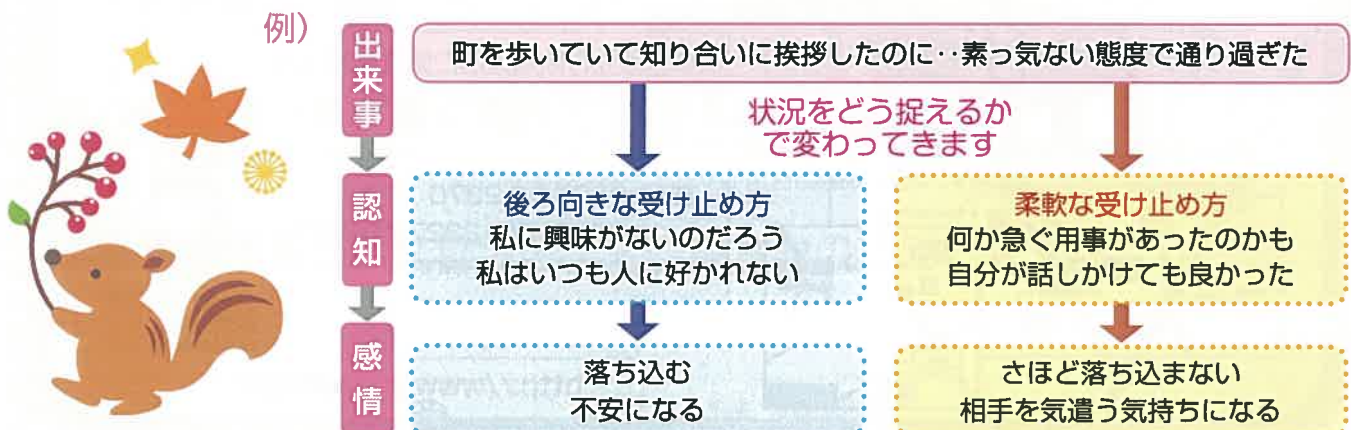 例)
出来事
町を歩いていて知り合いに挨拶したのに‥素っ気ない態度で通り過ぎた
状況をどう捉えるか
で変わってきます
認知
後ろ向きな受け止め方
私に興味がないのだろう
私はいつも人に好かれない
柔軟な受け止め方
何か急ぐ用事があったのかも
自分が話しかけても良かった
感情
落ち込む
不安になる
さほど落ち込まない
相手を気遣う気持ちになる